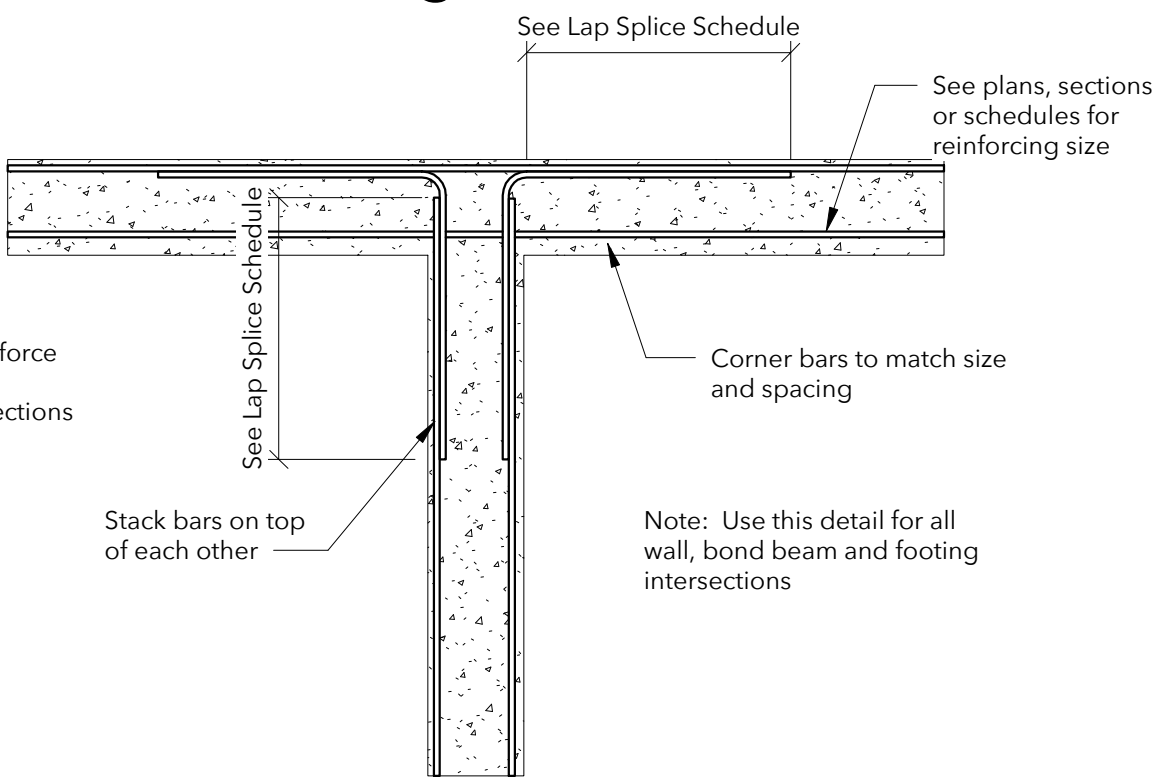 See Lap Splice Schedule
See plans, sections
or schedules for
reinforcing size
See Lap Splice Schedule
force
ections
Corner bars to match size
and spacing
Stack bars on top
of each other
Note:  Use this detail for all
wall, bond beam and footing
intersections